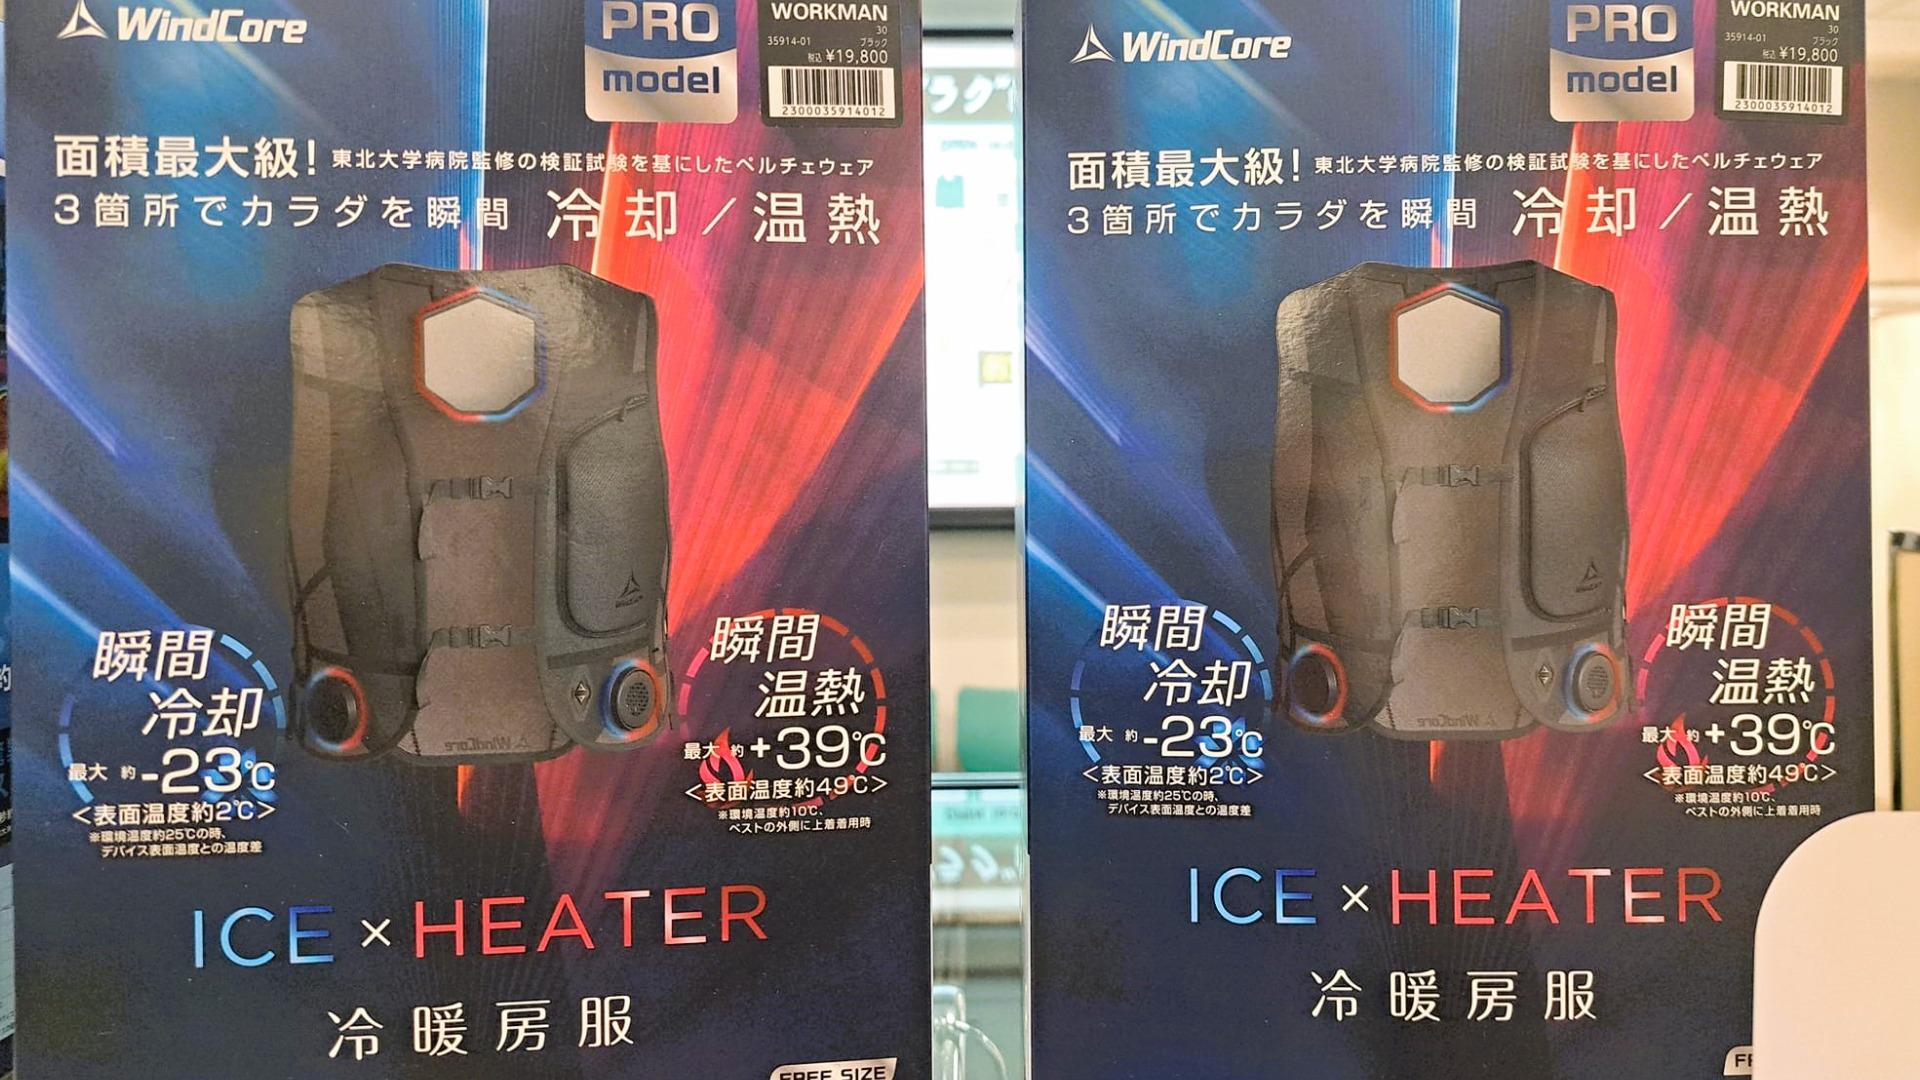 WindCore
PRO
model
WORKMAN
30
35914-01 ブラック
税込 ¥19,800
2300035914012
面積最大級! 東北大学病院監修の検証試験を基にしたペルチェウェア
3箇所でカラダを瞬間 冷却/温熱
瞬間
冷却
最大 約 -23℃
<表面温度約2℃>
※環境温度約25℃の時、
デバイス表面温度との温度差
瞬間
温熱
最大 約 +39℃
<表面温度約49℃>
※環境温度約10℃、
ベストの外側に上着着用時
ICE × HEATER
冷暖房服
FREE SIZE
WindCore
PRO
model
WORKMAN
30
35914-01 ブラック
税込 ¥19,800
2300035914012
面積最大級! 東北大学病院監修の検証試験を基にしたペルチェウェア
3箇所でカラダを瞬間 冷却/温熱
瞬間
冷却
最大 約 -23℃
<表面温度約2℃>
※環境温度約25℃の時、
デバイス表面温度との温度差
瞬間
温熱
最大 約 +39℃
<表面温度約49℃>
※環境温度約10℃、
ベストの外側に上着着用時
ICE × HEATER
冷暖房服